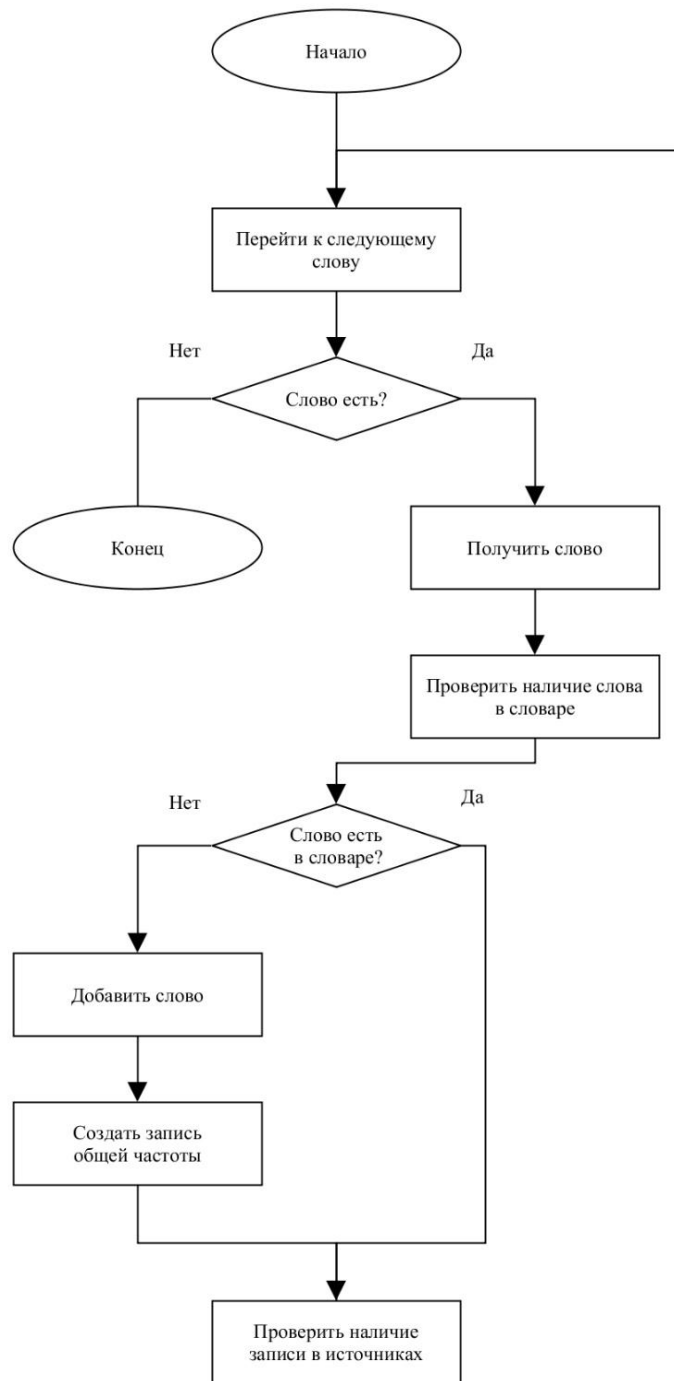 Начало
Перейти к следующему
слову
Нет
Да
Слово есть?
Конец
Получить слово
Проверить наличие слова
в словаре
Нет
Да
Слово есть
в словаре?
Добавить слово
Создать запись
общей частоты
Проверить наличие
записи в источниках